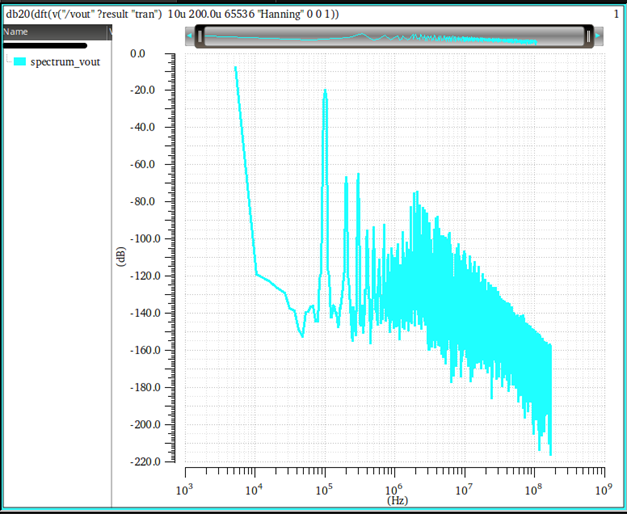 db20(dft(v("/vout" ?result "tran") 10u 200.0u 65536 "Hanning" 0 0 1)) 1
Name V
spectrum_vout
0.0
-20.0
-40.0
-60.0
-80.0
-100.0
-120.0
-140.0
-160.0
-180.0
-200.0
-220.0
(dB)
10³ 10⁴ 10⁵ 10⁶ 10⁷ 10⁸ 10⁹
(Hz)